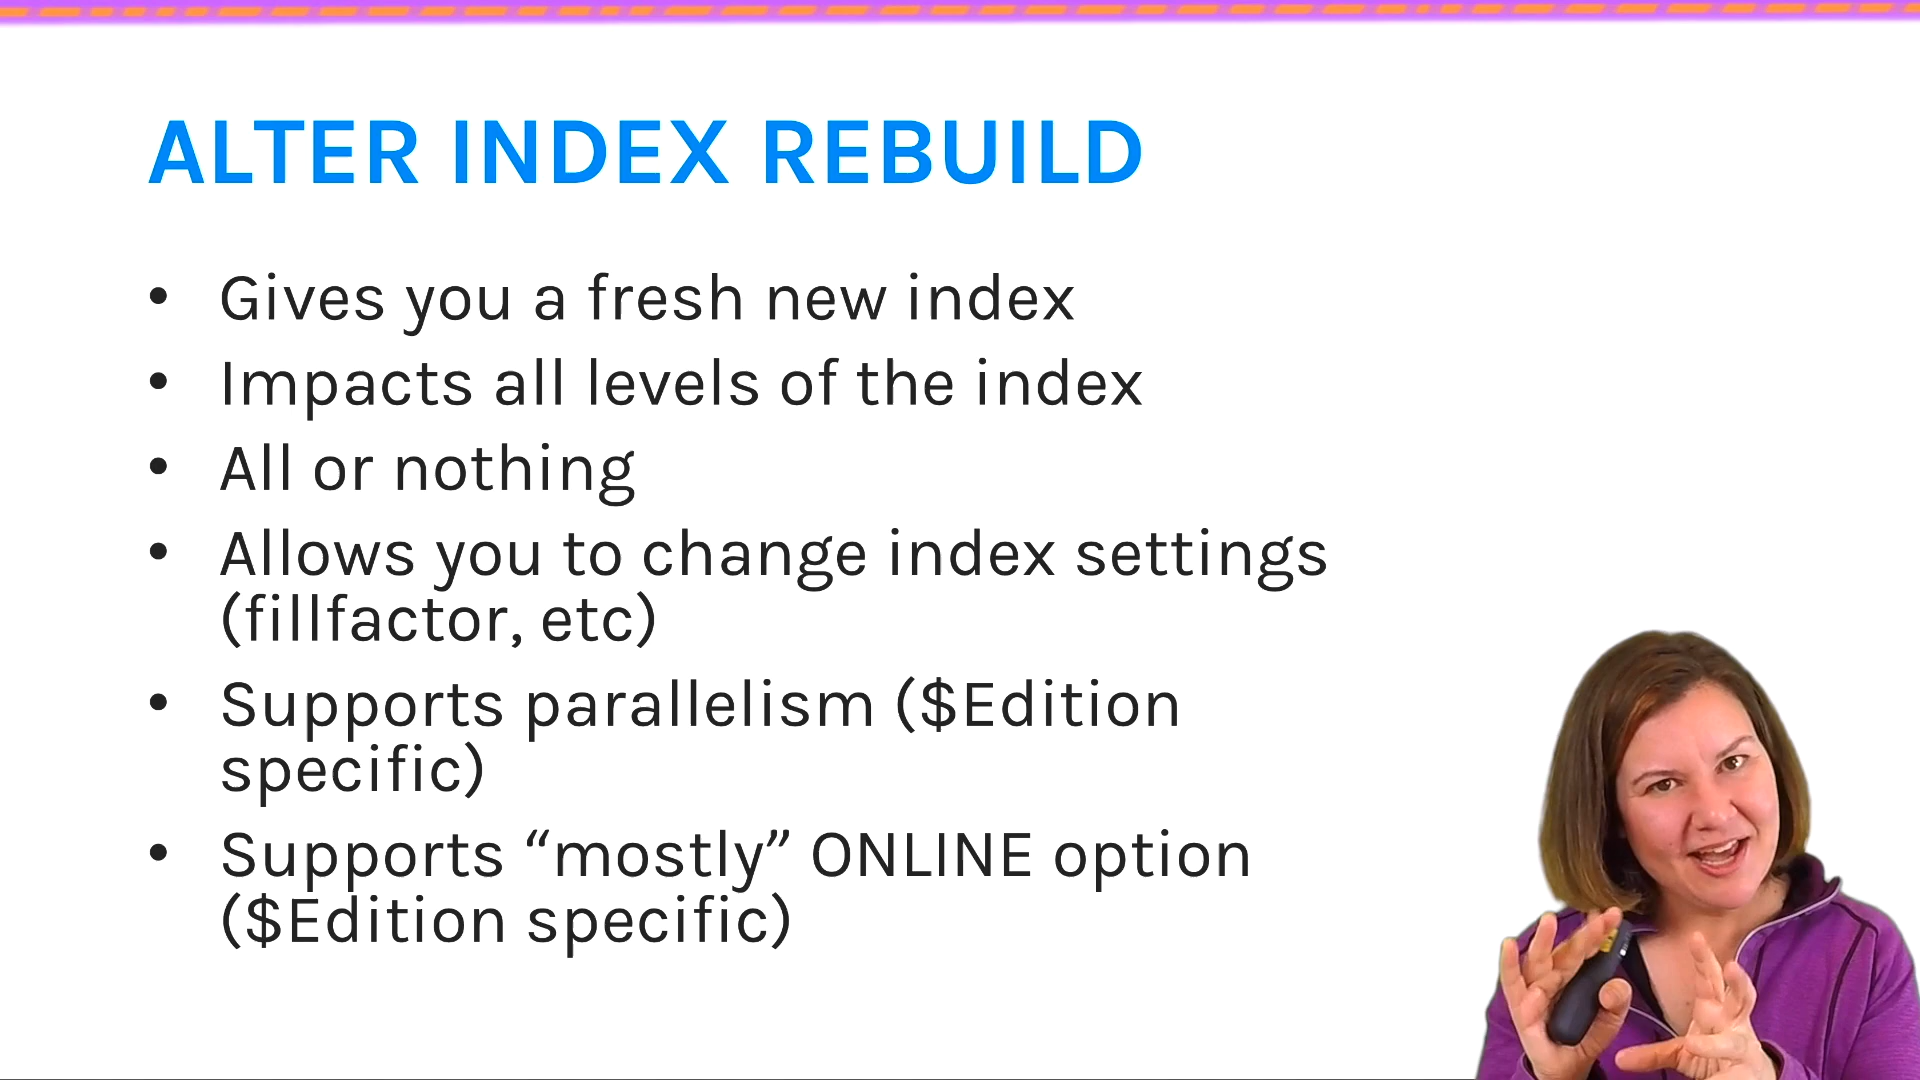 ALTER INDEX REBUILD
• Gives you a fresh new index
• Impacts all levels of the index
• All or nothing
• Allows you to change index settings
(fillfactor, etc)
• Supports parallelism ($Edition
specific)
• Supports “mostly” ONLINE option
($Edition specific)